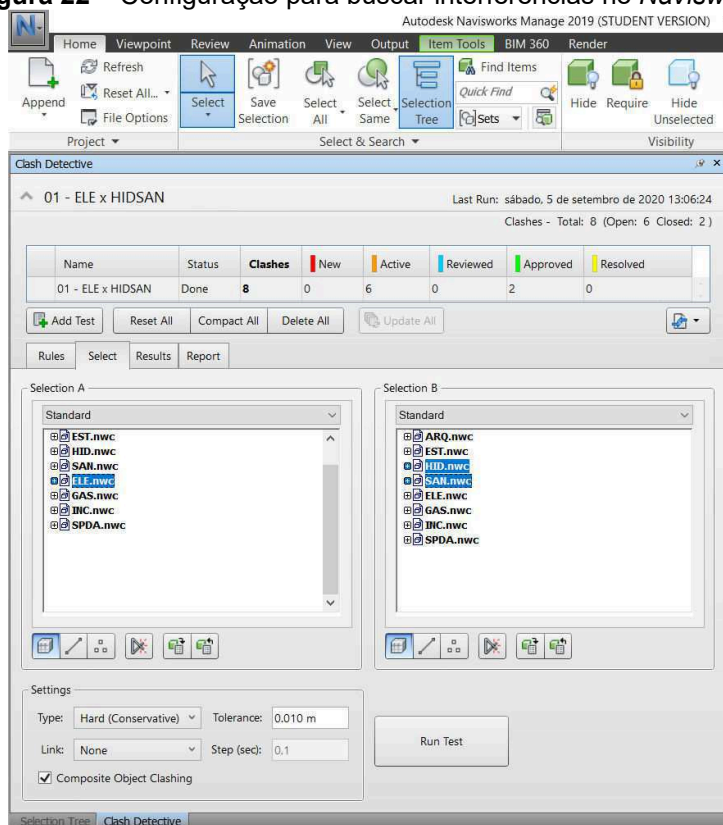 gura 22 – Configuração para buscar interferências no Navisw
Autodesk Navisworks Manage 2019 (STUDENT VERSION)
N
Home Viewpoint Review Animation View Output Item Tools BIM 360 Render
Append
Refresh
Reset All...
File Options
Select
Save Selection
Select All
Select Same
Selection Tree
Find Items
Quick Find
Sets
Hide
Require
Hide Unselected
Project
Select & Search
Visibility
Clash Detective
01 - ELE x HIDSAN
Last Run: sábado, 5 de setembro de 2020 13:06:24
Clashes - Total: 8 (Open: 6 Closed: 2)
Name Status Clashes New Active Reviewed Approved Resolved
01 - ELE x HIDSAN Done 8 0 6 0 2 0
Add Test Reset All Compact All Delete All Update All
Rules Select Results Report
Selection A
Standard
EST.nwc
HID.nwc
SAN.nwc
ELE.nwc
GAS.nwc
INC.nwc
SPDA.nwc
Selection B
Standard
ARQ.nwc
EST.nwc
HID.nwc
SAN.nwc
ELE.nwc
GAS.nwc
INC.nwc
SPDA.nwc
Settings
Type: Hard (Conservative) Tolerance: 0.010 m
Link: None Step (sec): 0,1
Composite Object Clashing
Run Test
Selection Tree Clash Detective